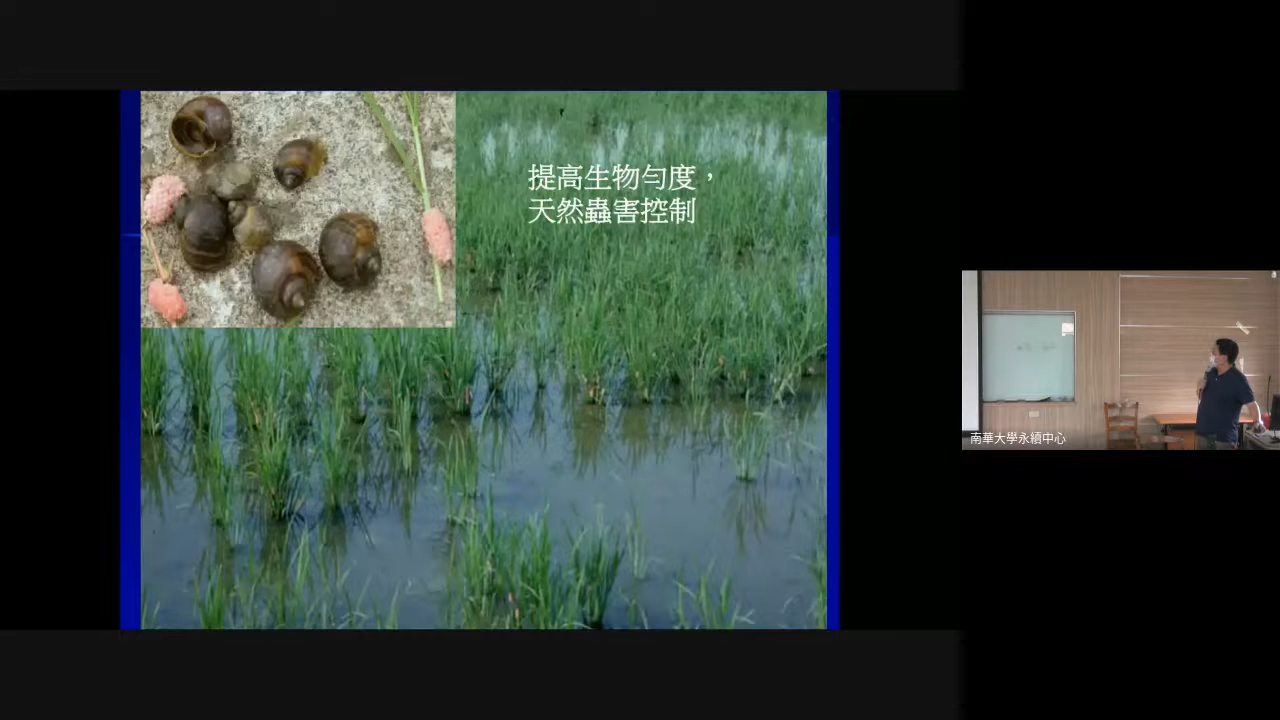 提高生物勻度，
天然蟲害控制
南華大學永續中心